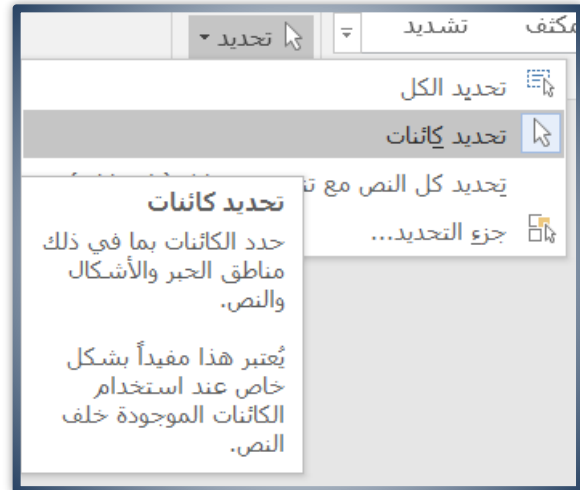 مكثف
تشديد
تحديد
تحديد الكل
تحديد كائنات
تحديد كل النص مع
جزء التحديد...
تحديد كائنات
حدد الكائنات بما في ذلك
مناطق الحبر والأشكال
والنص.
يُعتبر هذا مفيداً بشكل
خاص عند استخدام
الكائنات الموجودة خلف
النص.